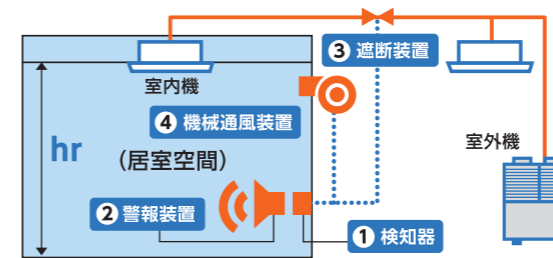 ③ 遮断装置
室内機
④ 機械通風装置
室外機
hr
(居室空間)
② 警報装置
① 検知器